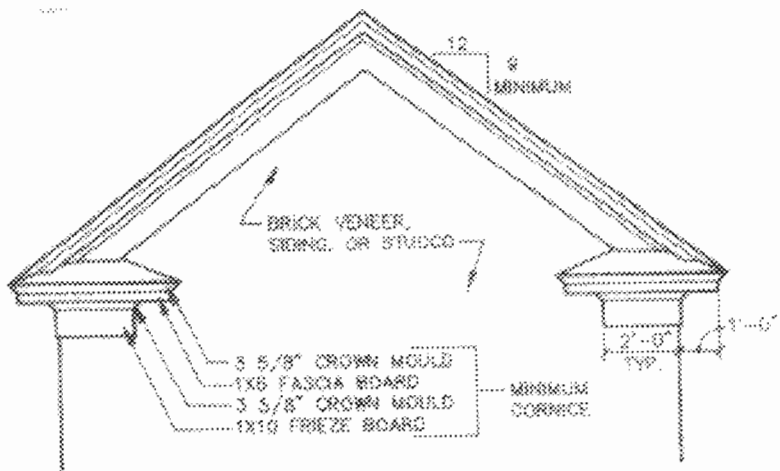 12
9
MINIMUM
BRICK VENEER,
SIDING, OR STUCCO
2'-0"
TYP.
1'-0"
3 5/8" CROWN MOULD
1X6 FASCIA BOARD
3 5/8" CROWN MOULD
1X10 FRIEZE BOARD
MINIMUM
CORNICE